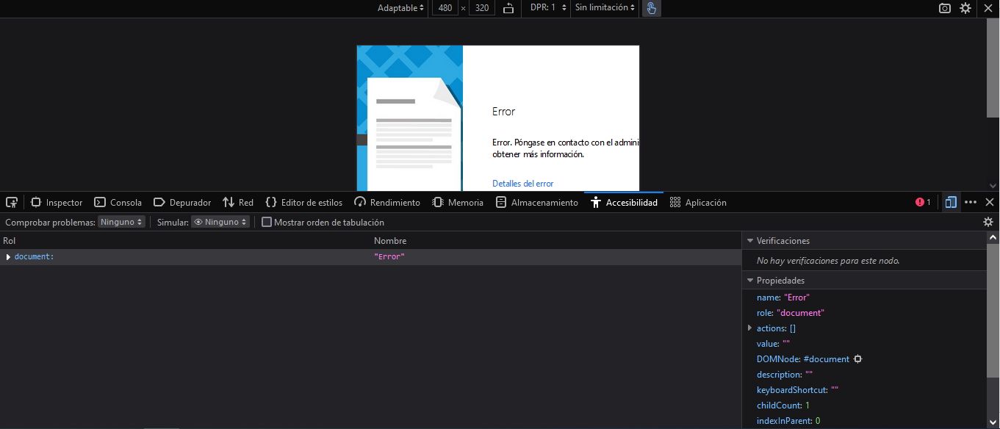 Adaptable 480 × 320 DPR: 1 Sin limitación
Error
Error. Póngase en contacto con el admini
obtener más información.
Detalles del error
Inspector Consola Depurador Red Editor de estilos Rendimiento Memoria Almacenamiento Accesibilidad Aplicación 1
Comprobar problemas: Ninguno Simular: Ninguno Mostrar orden de tabulación
Rol Nombre
document: "Error"
Verificaciones
No hay verificaciones para este nodo.
Propiedades
name: "Error"
role: "document"
actions: []
value: ""
DOMNode: #document
description: ""
keyboardShortcut: ""
childCount: 1
indexInParent: 0